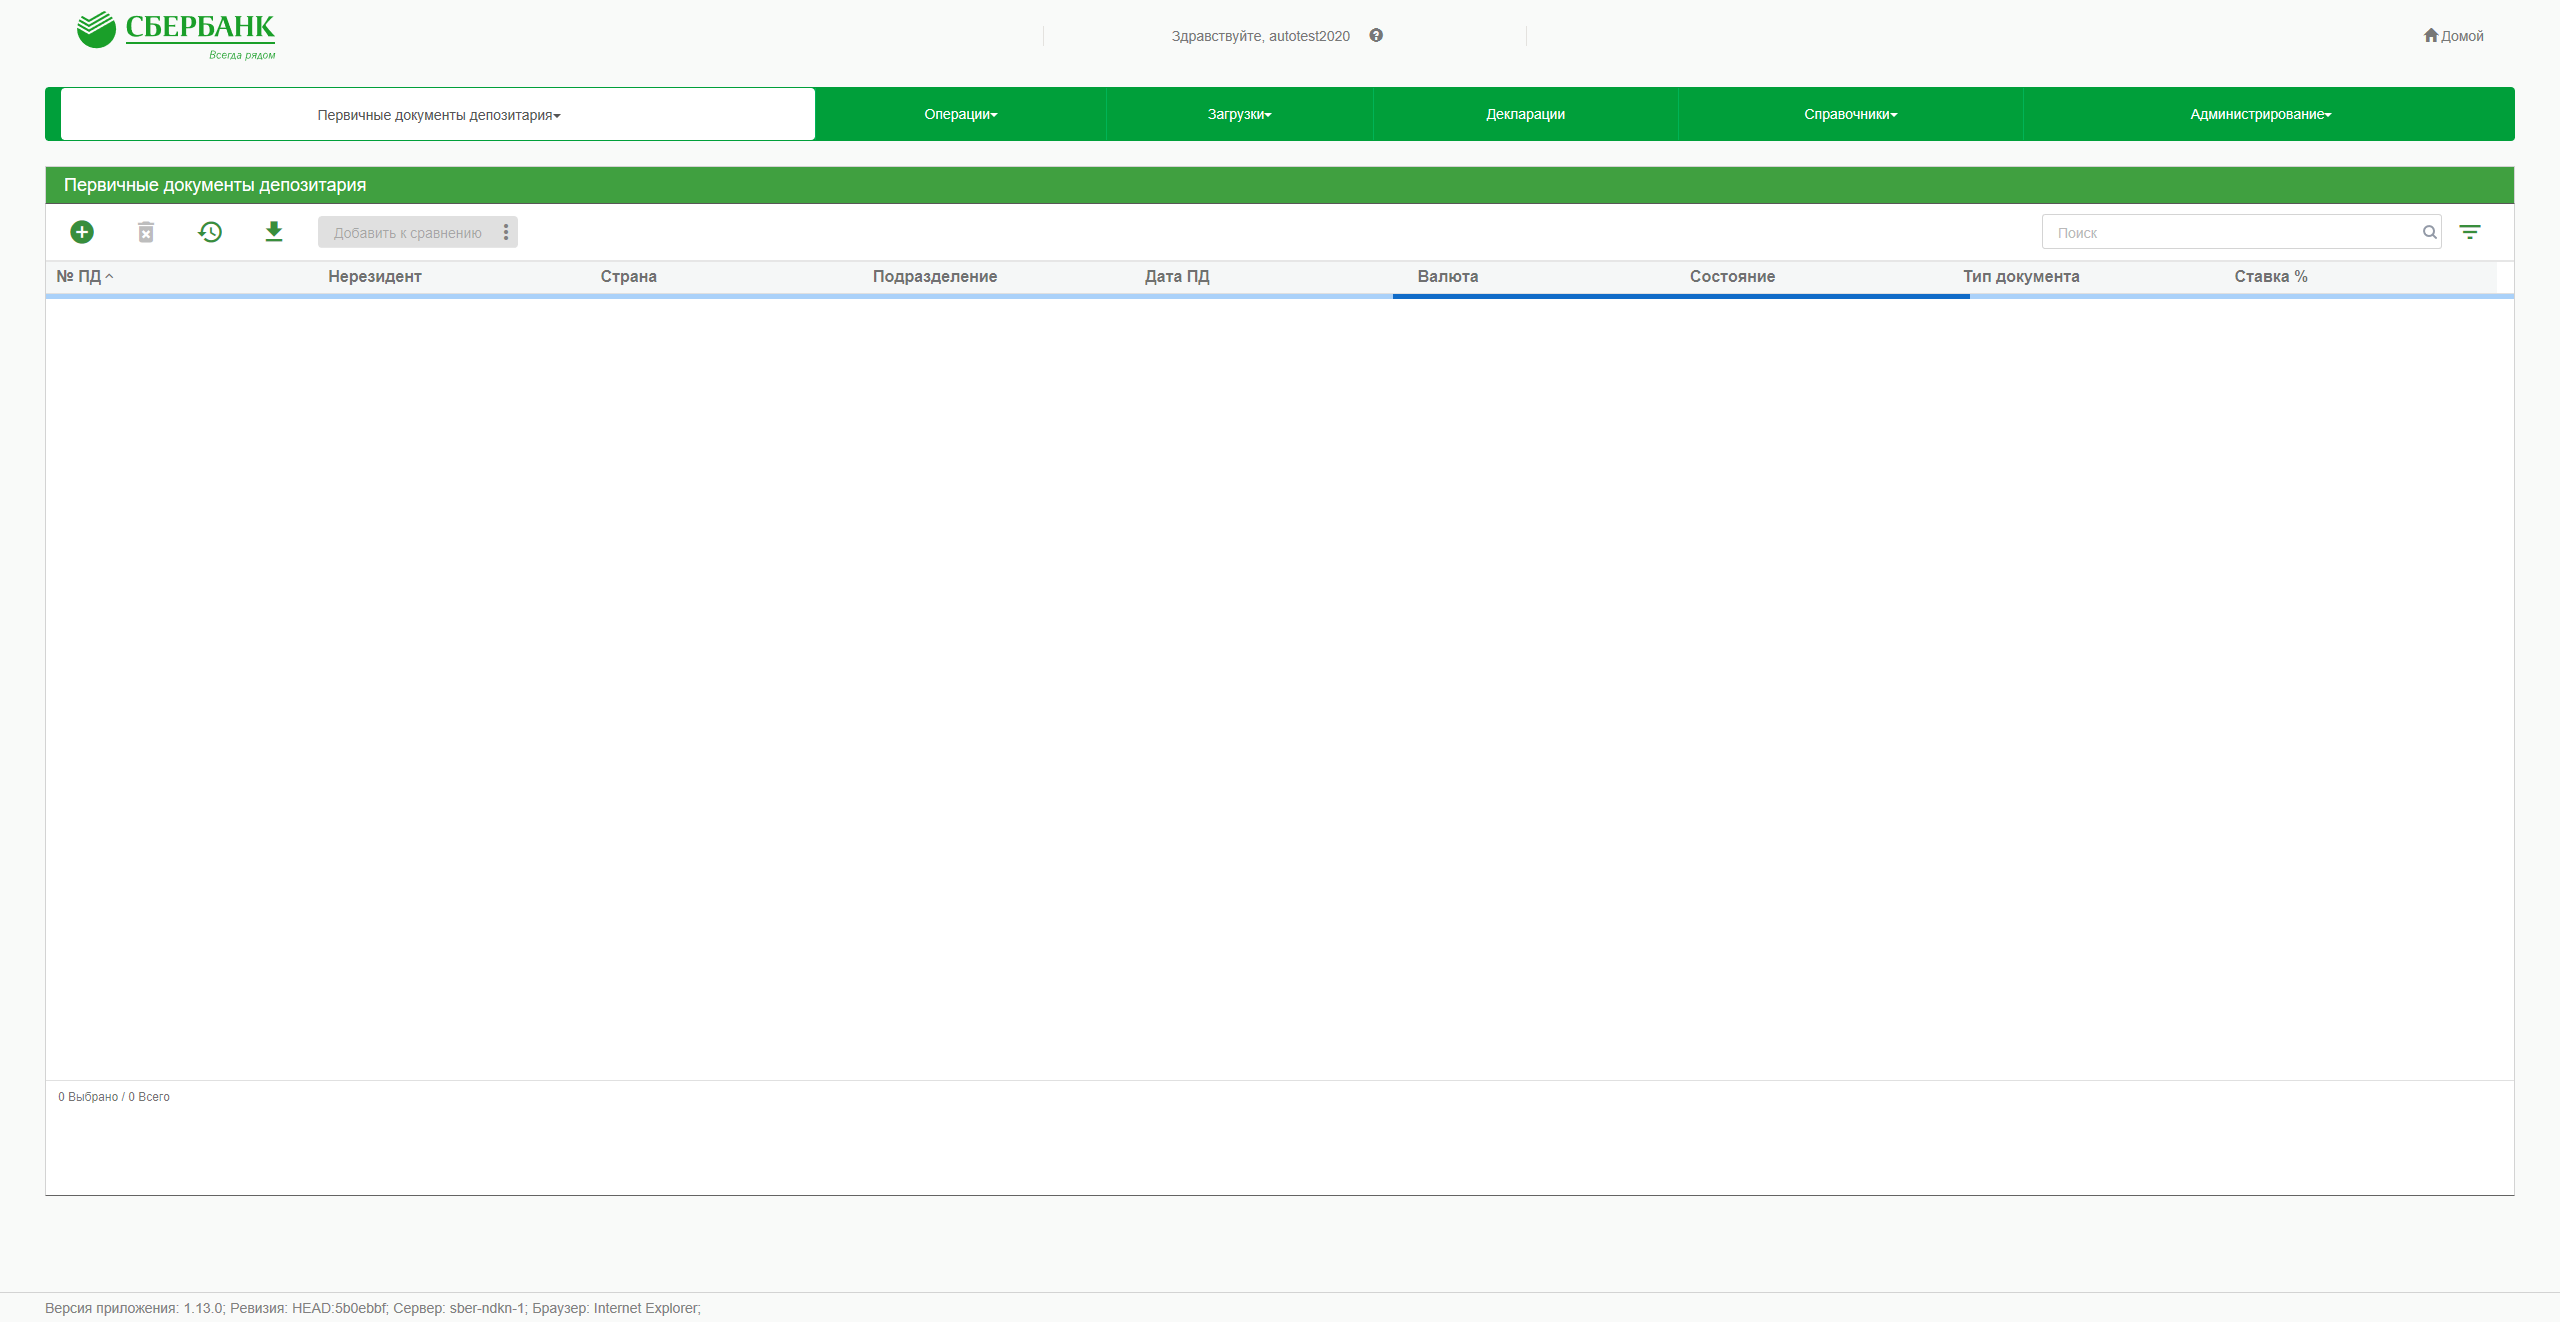 СБЕРБАНК
Всегда рядом
Здравствуйте, autotest2020
Домой
Первичные документы депозитария
Операции
Загрузки
Декларации
Справочники
Администрирование
Первичные документы депозитария
Добавить к сравнению
Поиск
№ ПД Нерезидент Страна Подразделение Дата ПД Валюта Состояние Тип документа Ставка %
0 Выбрано / 0 Всего
Версия приложения: 1.13.0; Ревизия: HEAD:5b0ebbf; Сервер: sber-ndkn-1; Браузер: Internet Explorer;